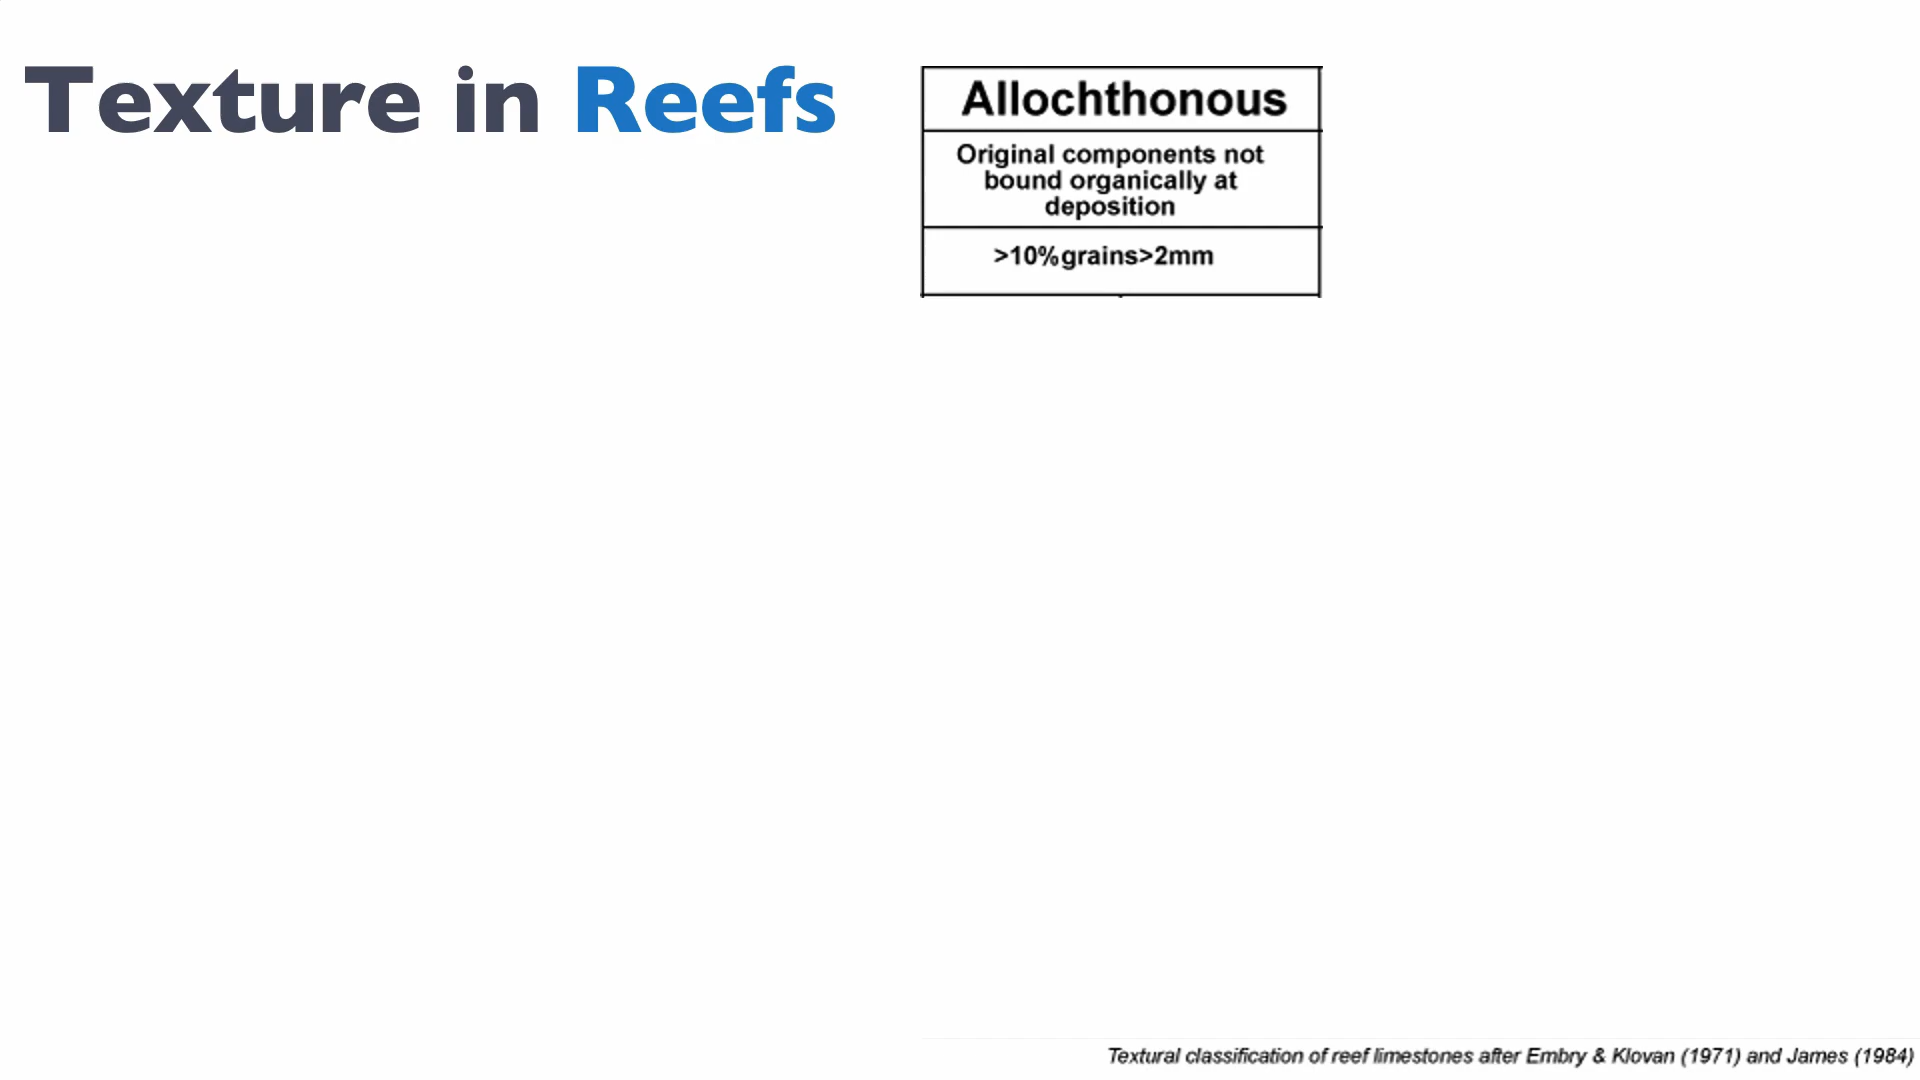 Texture in Reefs
Allochthonous
Original components not
bound organically at
deposition
>10%grains>2mm
Textural classification of reef limestones after Embry & Klovan (1971) and James (1984)